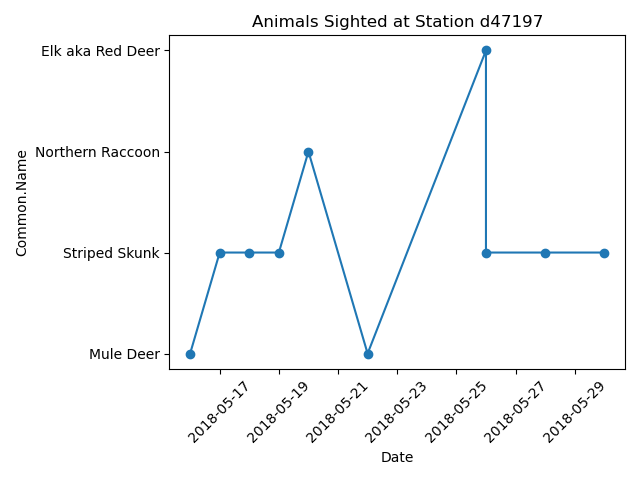 Animals Sighted at Station d47197
Elk aka Red Deer
Northern Raccoon
Striped Skunk
Mule Deer
Common.Name
2018-05-17
2018-05-19
2018-05-21
2018-05-23
2018-05-25
2018-05-27
2018-05-29
Date